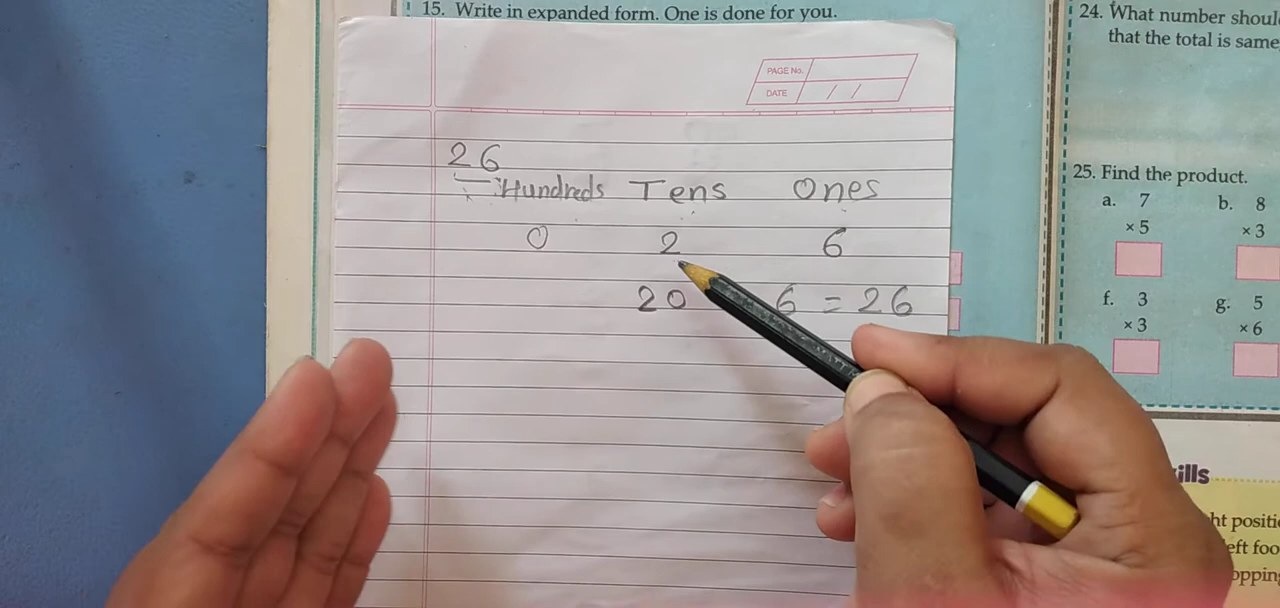 15. Write in expanded form. One is done for you.
PAGE No.
DATE / /
26
Hundreds Tens Ones
0 2 6
20 6 = 26
24. What number shoul
that the total is same
25. Find the product.
a. 7 b. 8
× 5 × 3
f. 3 g. 5
× 3 × 6
ills
ht positi
eft foo
opping